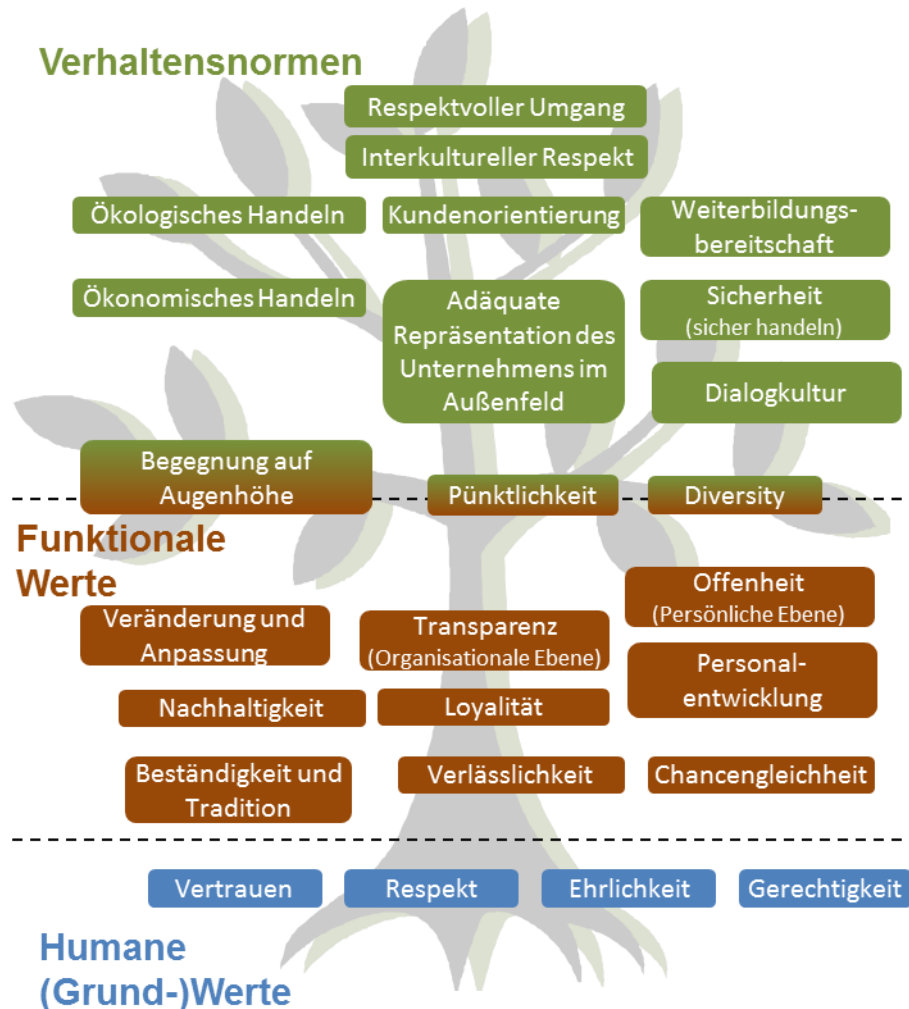 Verhaltensnormen
Respektvoller Umgang
Interkultureller Respekt
Ökologisches Handeln
Kundenorientierung
Weiterbildungs-
bereitschaft
Ökonomisches Handeln
Adäquate
Repräsentation des
Unternehmens im
Außenfeld
Sicherheit
(sicher handeln)
Dialogkultur
Begegnung auf
Augenhöhe
Pünktlichkeit
Diversity
Funktionale
Werte
Veränderung und
Anpassung
Transparenz
(Organisationale Ebene)
Offenheit
(Persönliche Ebene)
Personal-
entwicklung
Nachhaltigkeit
Loyalität
Beständigkeit und
Tradition
Verlässlichkeit
Chancengleichheit
Vertrauen
Respekt
Ehrlichkeit
Gerechtigkeit
Humane
(Grund-)Werte